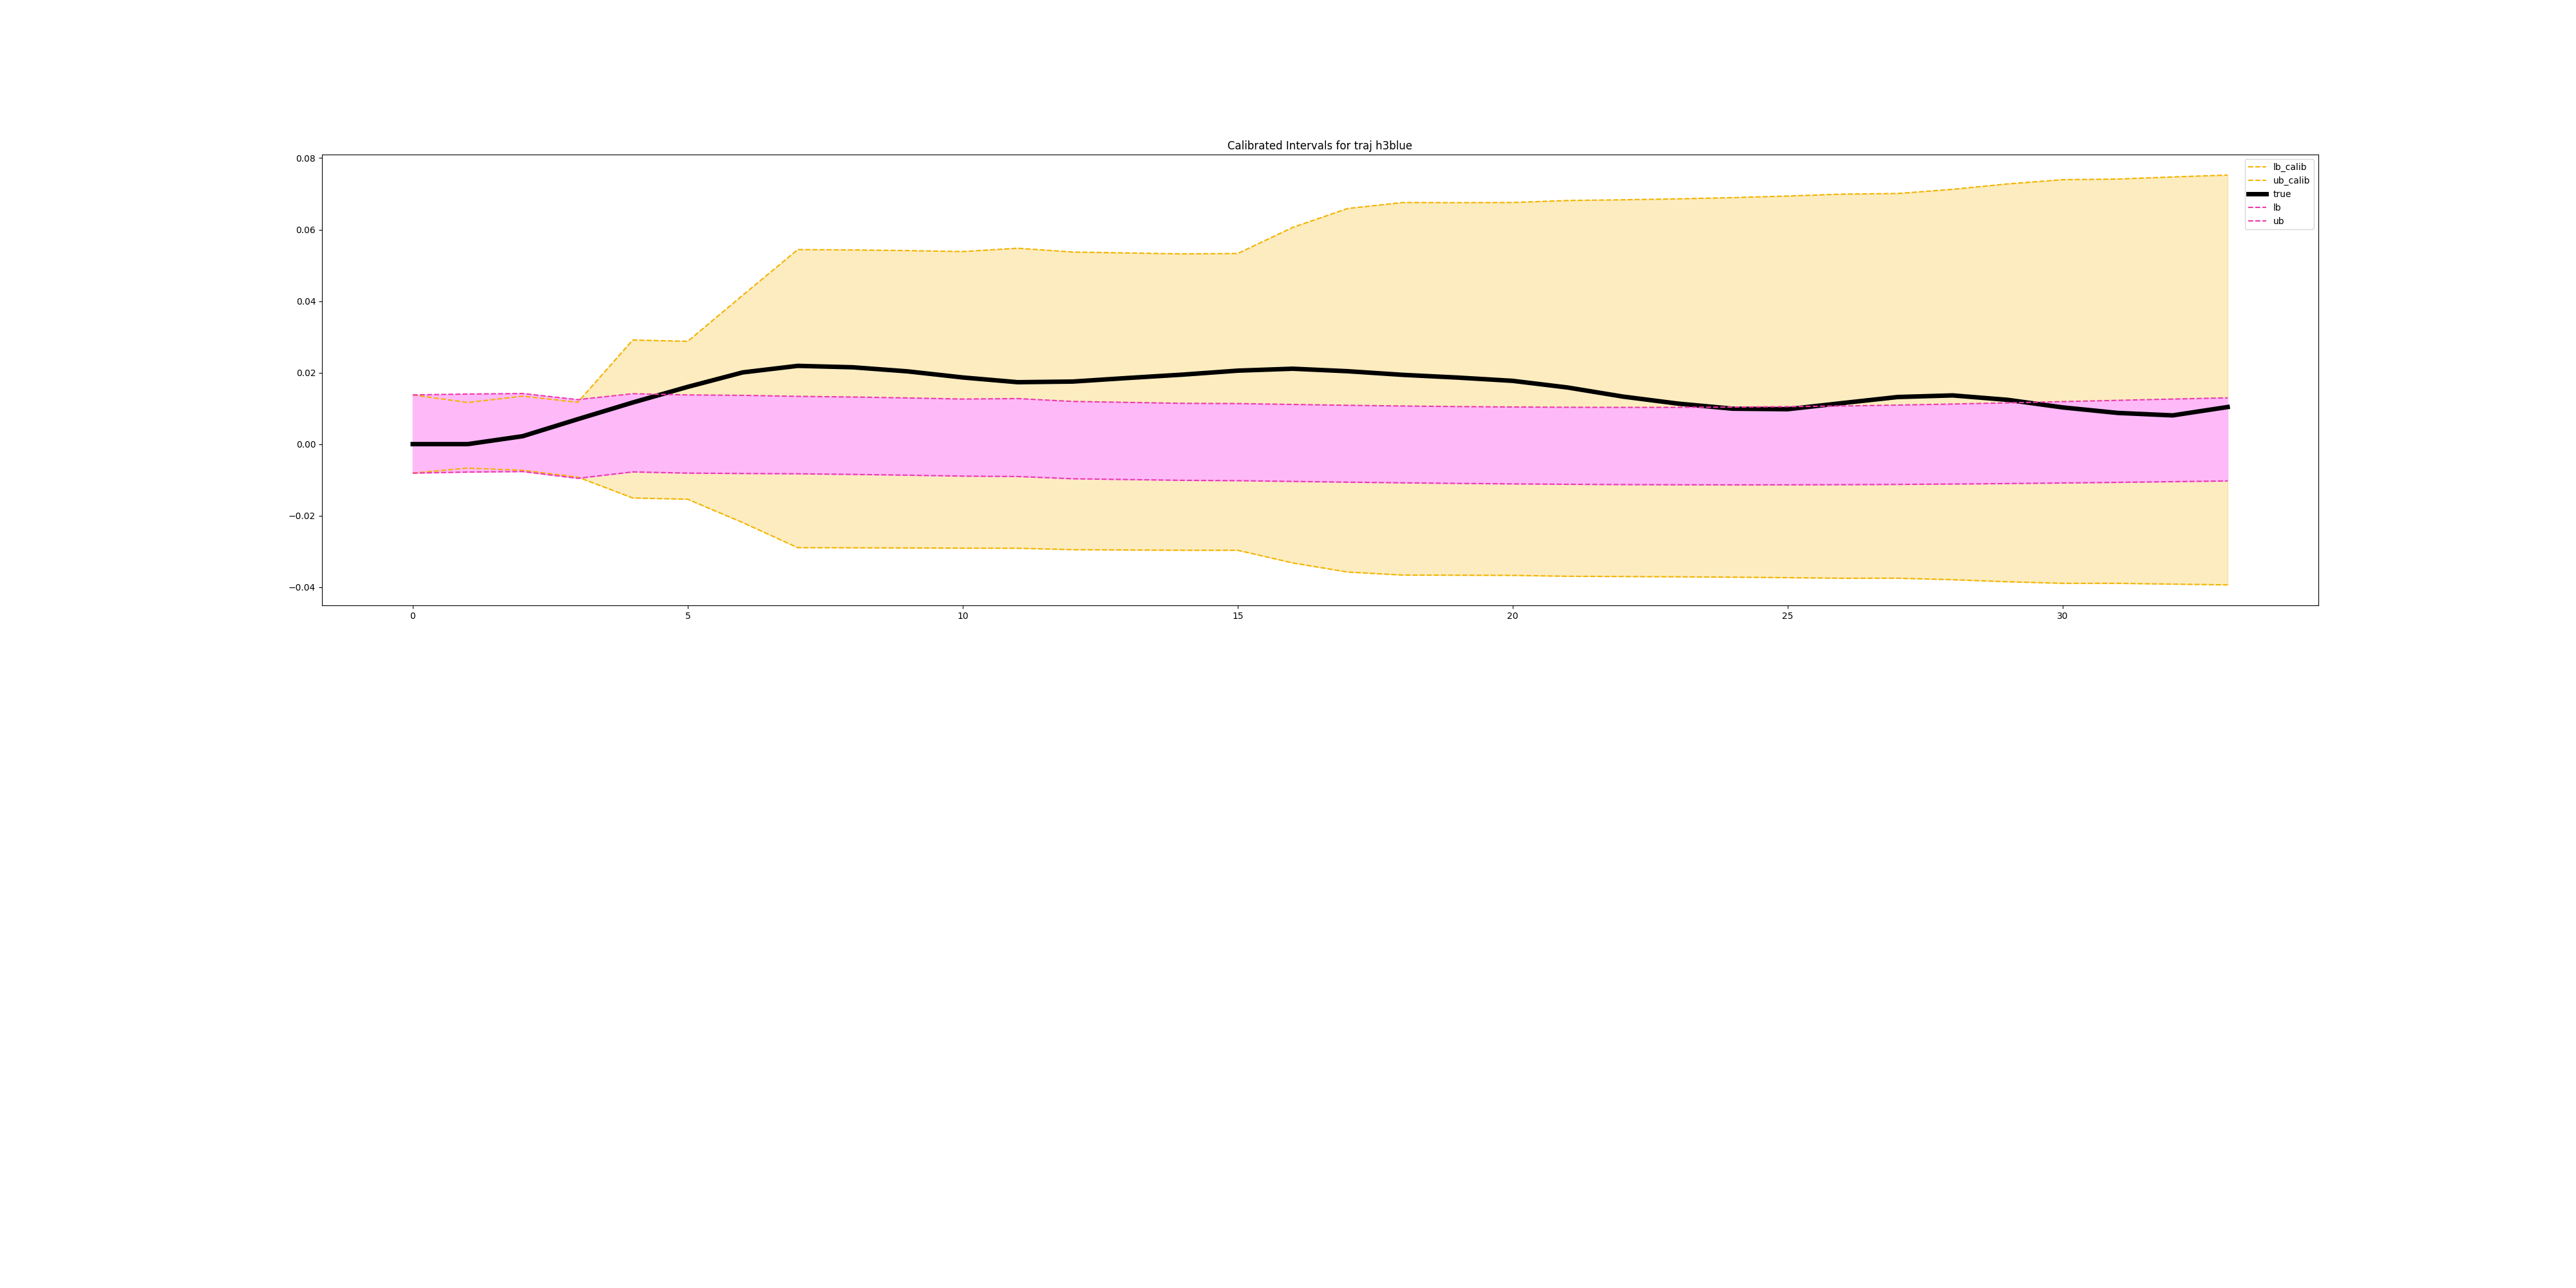 Calibrated Intervals for traj h3blue
0.08
0.06
0.04
0.02
0.00
−0.02
−0.04
0 5 10 15 20 25 30
lb_calib
ub_calib
true
lb
ub